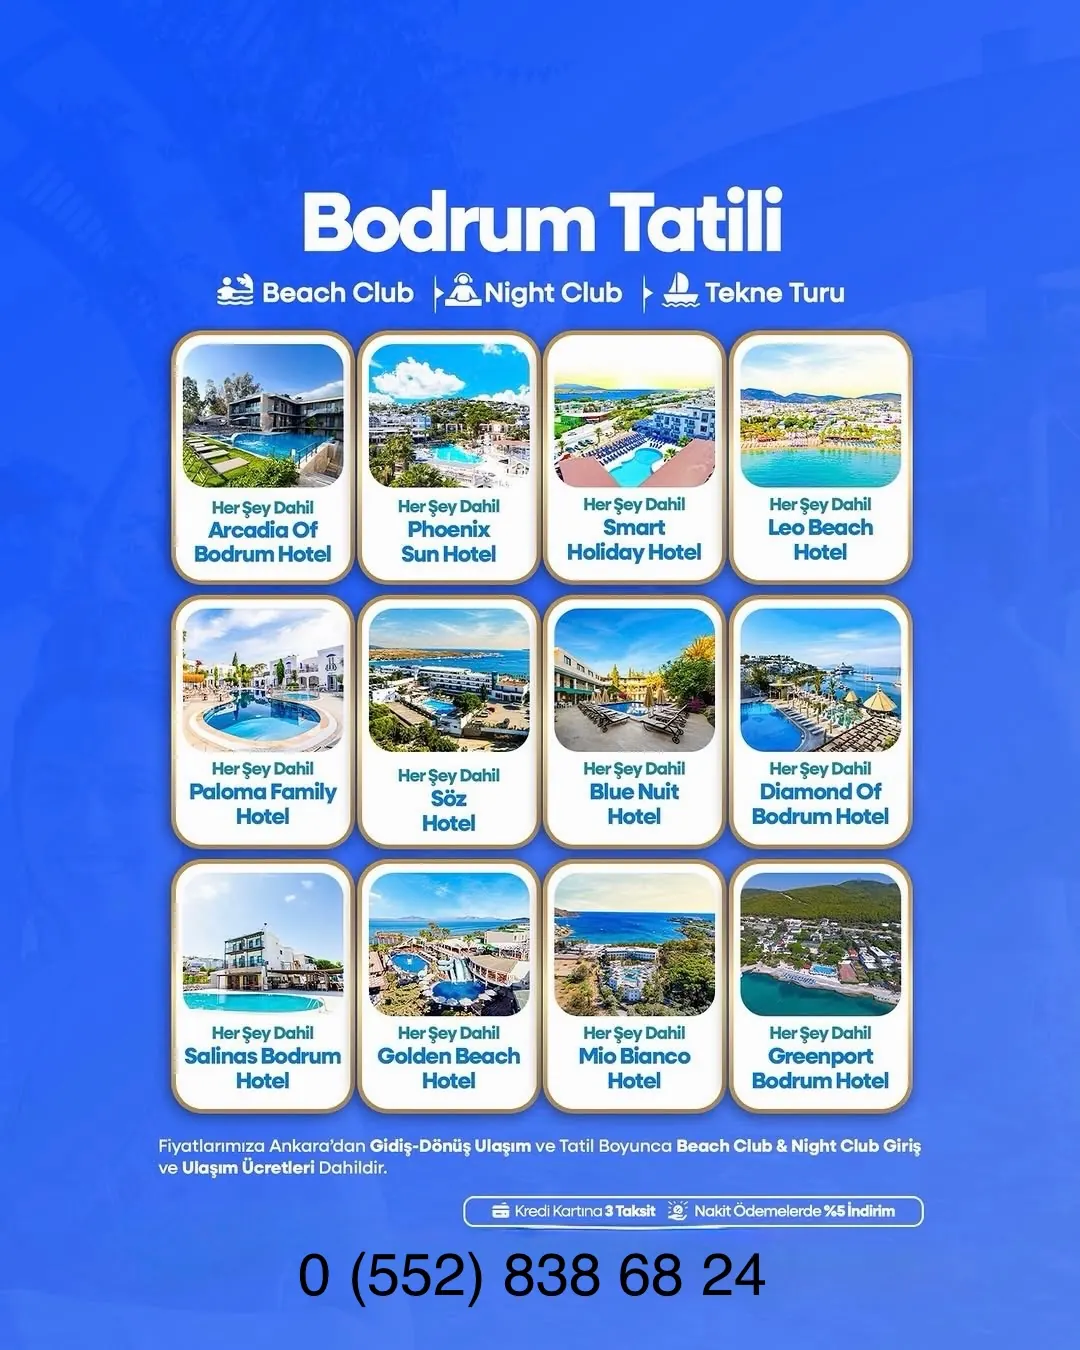 Bodrum Tatili
Beach Club Night Club Tekne Turu
Her Şey Dahil
Arcadia Of
Bodrum Hotel
Her Şey Dahil
Phoenix
Sun Hotel
Her Şey Dahil
Smart
Holiday Hotel
Her Şey Dahil
Leo Beach
Hotel
Her Şey Dahil
Paloma Family
Hotel
Her Şey Dahil
Söz
Hotel
Her Şey Dahil
Blue Nuit
Hotel
Her Şey Dahil
Diamond Of
Bodrum Hotel
Her Şey Dahil
Salinas Bodrum
Hotel
Her Şey Dahil
Golden Beach
Hotel
Her Şey Dahil
Mio Bianco
Hotel
Her Şey Dahil
Greenport
Bodrum Hotel
Fiyatlarımıza Ankara'dan Gidiş-Dönüş Ulaşım ve Tatil Boyunca Beach Club & Night Club Giriş
ve Ulaşım Ücretleri Dahildir.
Kredi Kartına 3 Taksit Nakit Ödemelerde %5 İndirim
0 (552) 838 68 24